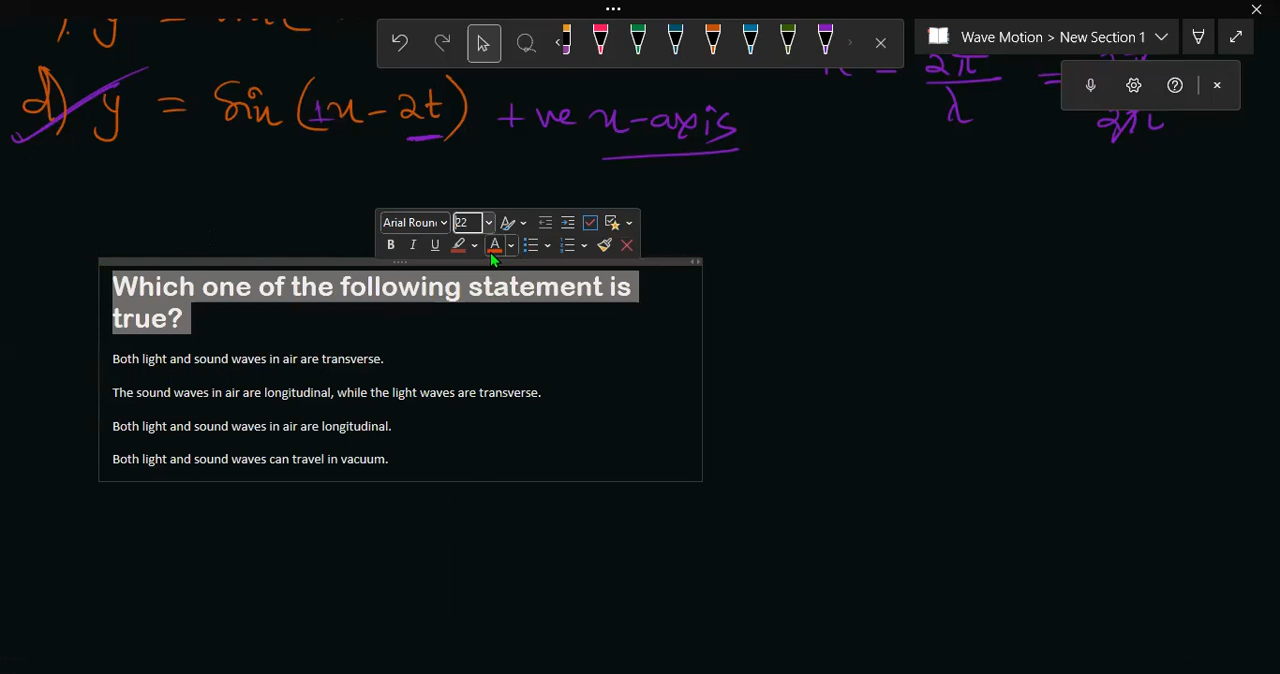 Wave Motion > New Section 1
2π
λ
=
d) y = Sin (1x - 2t) +ve x-axis
Arial Roun
22
B I U A
Which one of the following statement is
true?
Both light and sound waves in air are transverse.
The sound waves in air are longitudinal, while the light waves are transverse.
Both light and sound waves in air are longitudinal.
Both light and sound waves can travel in vacuum.